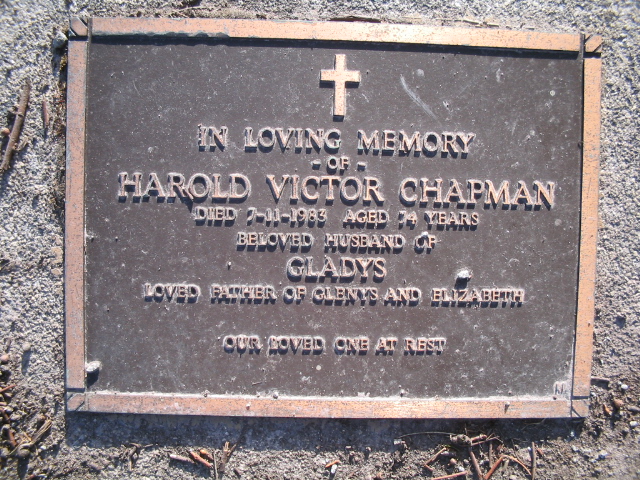 IN LOVING MEMORY
- OF -
HAROLD VICTOR CHAPMAN
DIED 7-11-1983 AGED 74 YEARS
BELOVED HUSBAND OF
GLADYS
LOVED FATHER OF GLENYS AND ELIZABETH
OUR LOVED ONE AT REST